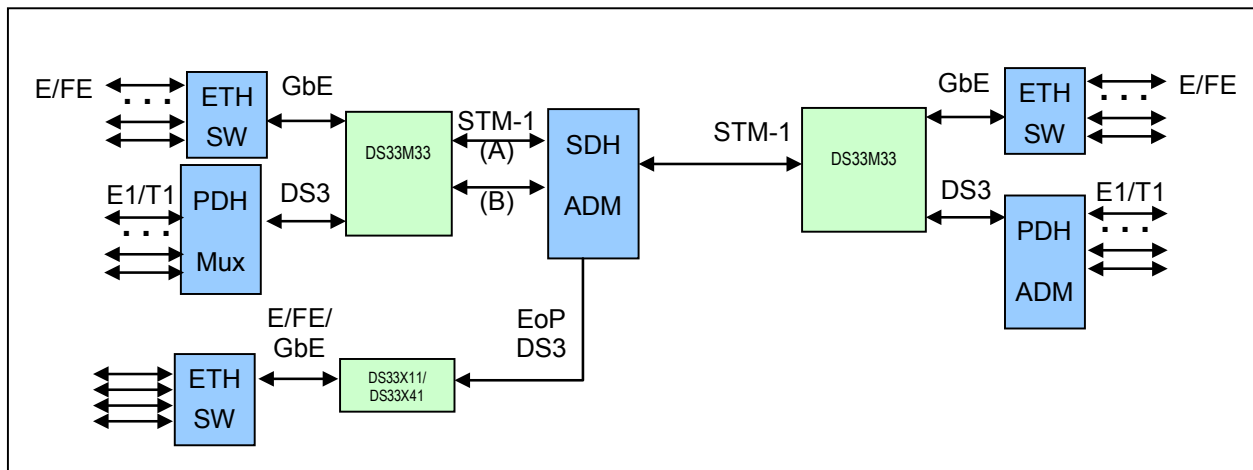 E/FE
ETH
SW
GbE
E1/T1
PDH
Mux
DS3
DS33M33
STM-1
(A)
(B)
SDH
ADM
STM-1
DS33M33
GbE
ETH
SW
E/FE
DS3
PDH
ADM
E1/T1
EoP
DS3
E/FE/
GbE
ETH
SW
DS33X11/
DS33X41